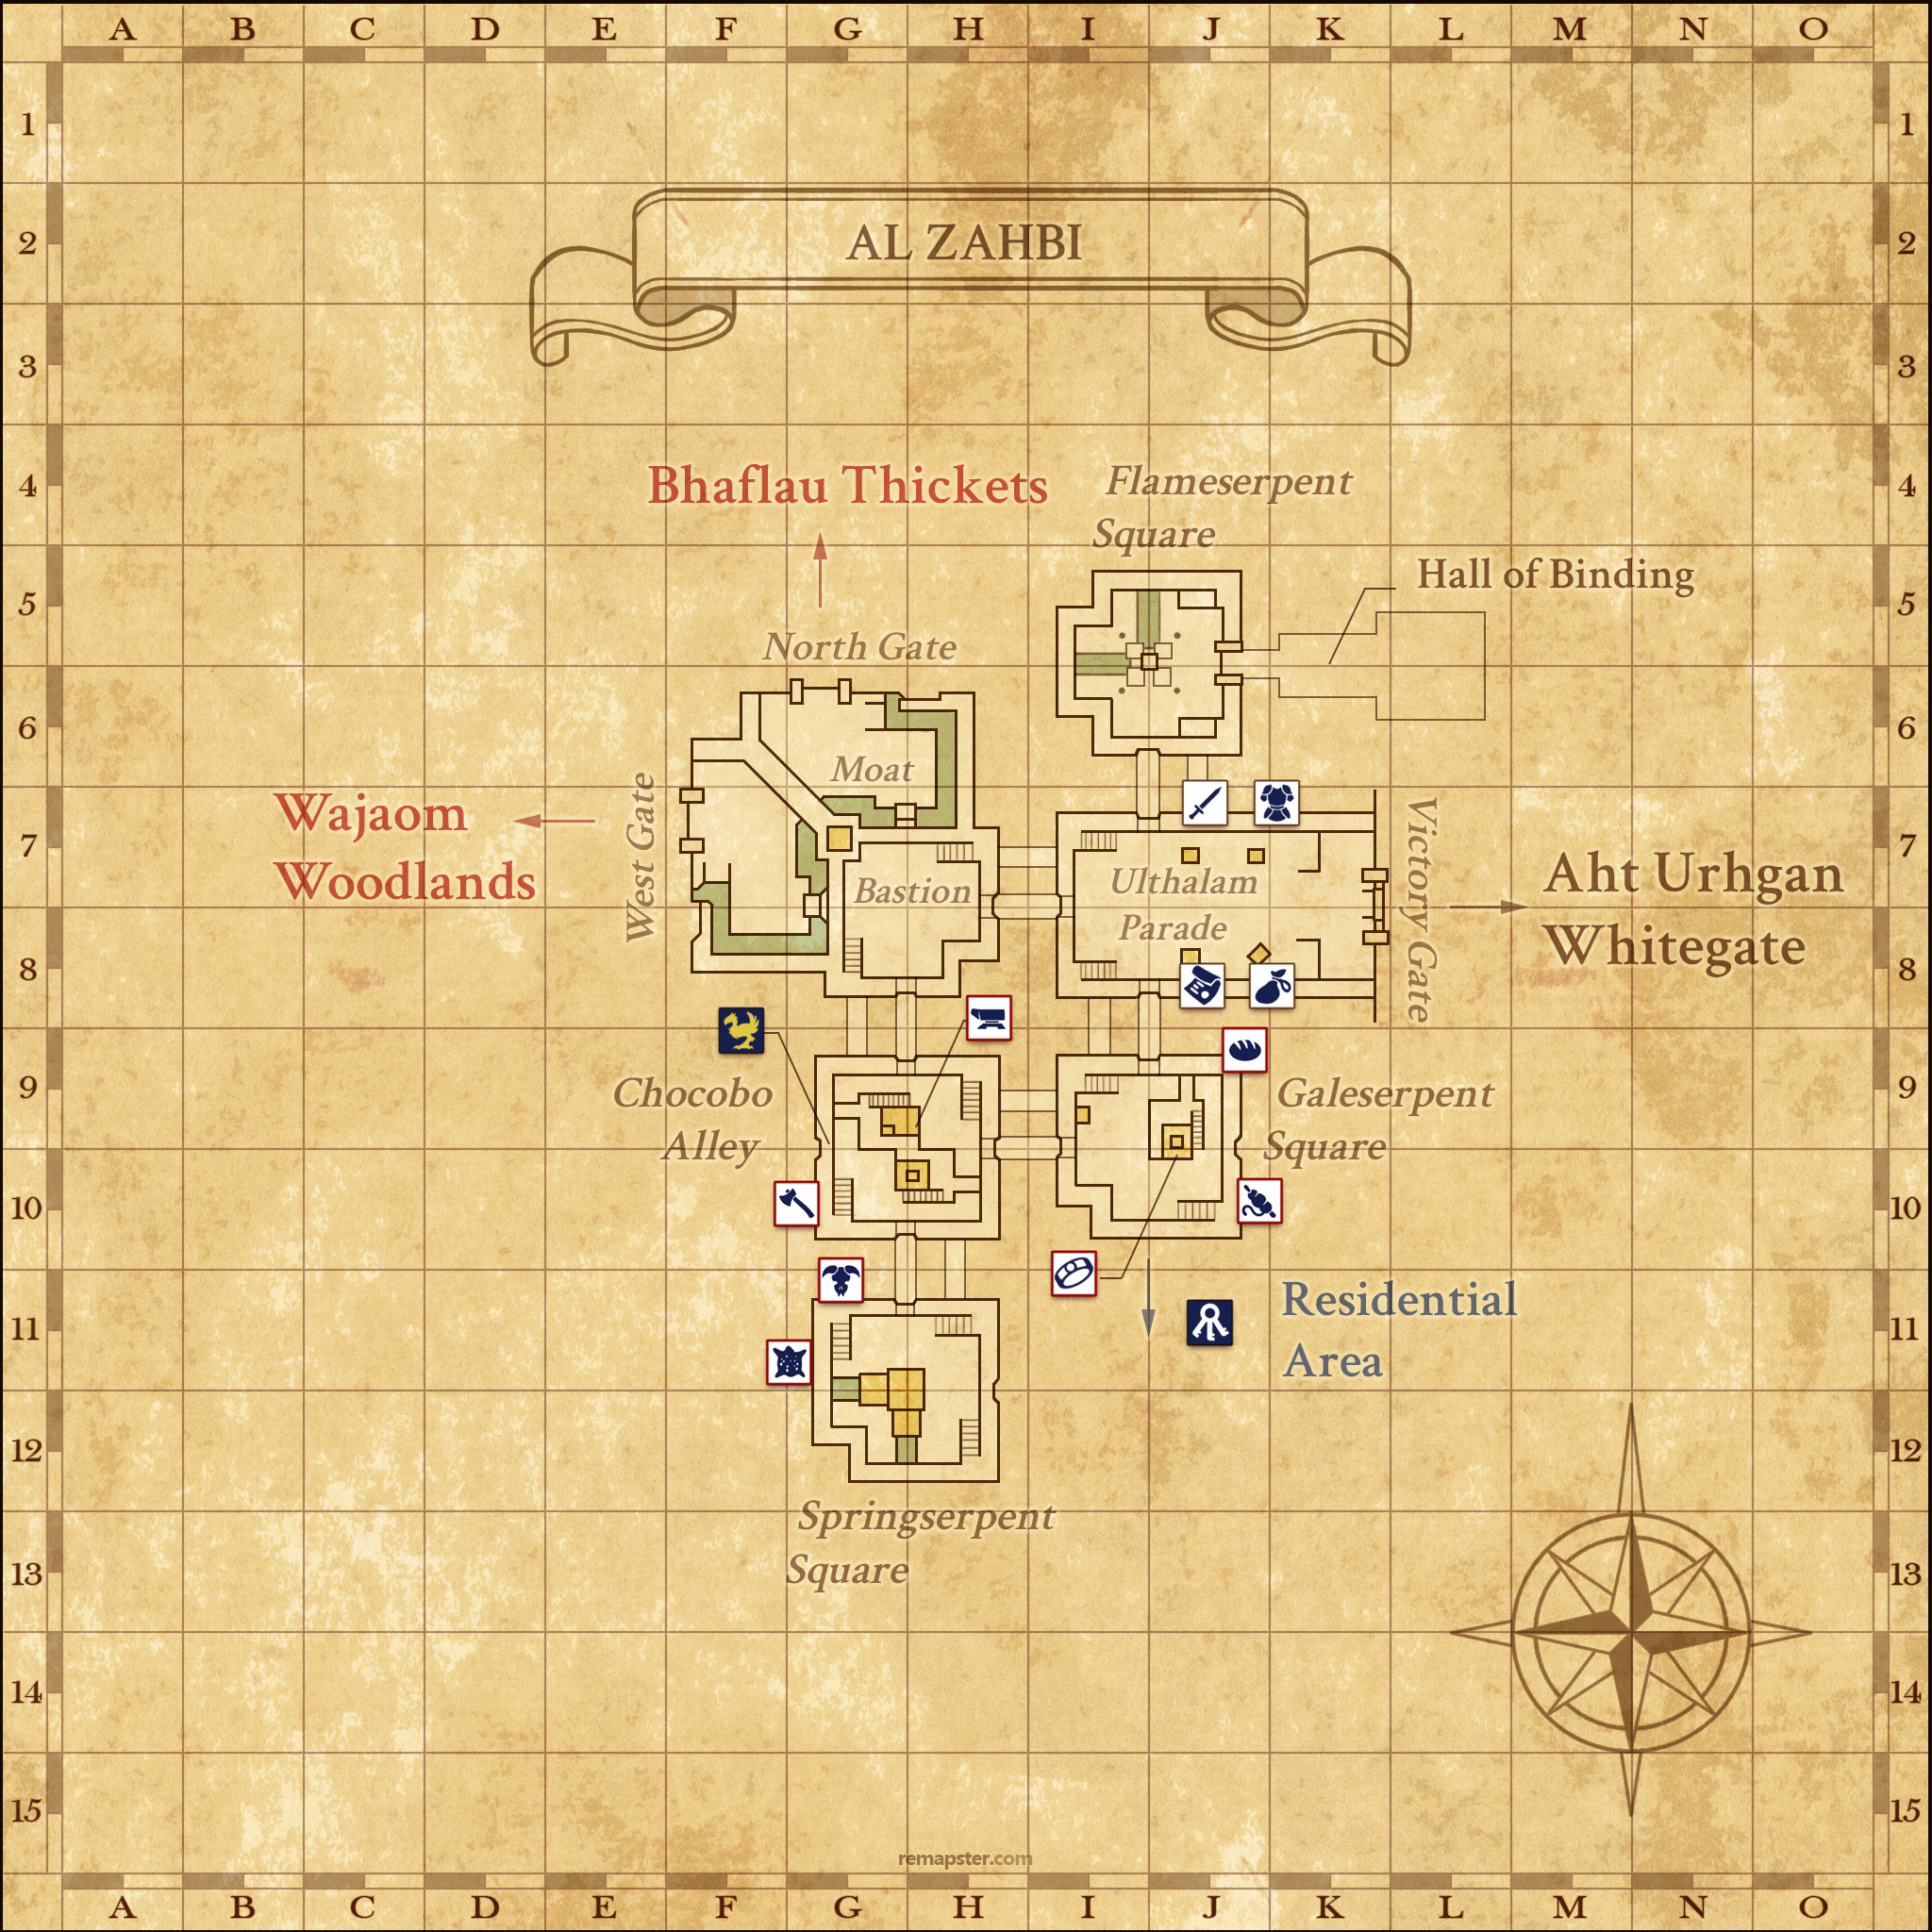 A B C D E F G H I J K L M N O
1 1
2 AL ZAHBI 2
3 3
Bhaflau Thickets
Flameserpent
4 4
Square
Hall of Binding
5 5
North Gate
6 6
Moat
West Gate
Wajaom
Woodlands
7 7
Bastion
Ulthalam
Parade
Victory Gate
Aht Urhgan
Whitegate
8 8
9 9
Chocobo
Alley
Galeserpent
Square
10 10
Residential
Area
11 11
12 12
Springserpent
Square
13 13
14 14
15 15
remapster.com
A B C D E F G H I J K L M N O